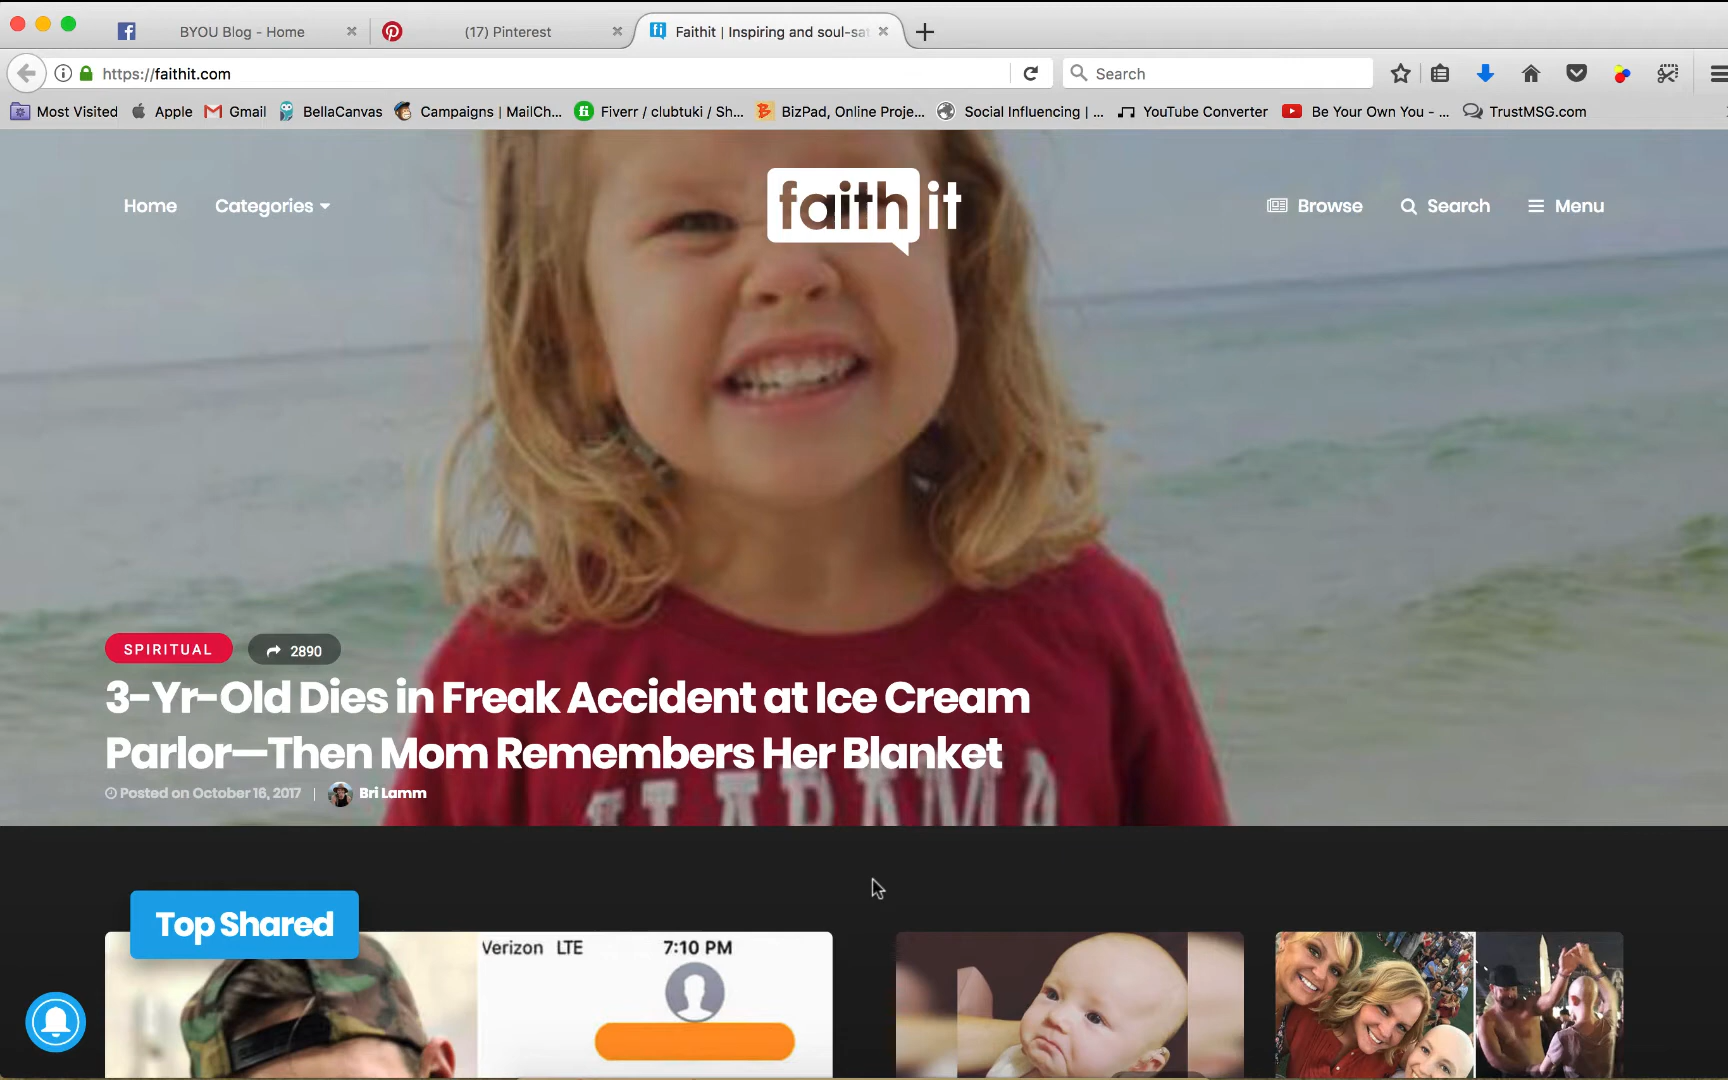 BYOU Blog - Home
(17) Pinterest
Faithit | Inspiring and soul-sat
https://faithit.com
Search
Most Visited
Apple
Gmail
BellaCanvas
Campaigns | MailCh...
Fiverr / clubtuki / Sh...
BizPad, Online Proje...
Social Influencing | ...
YouTube Converter
Be Your Own You - ...
TrustMSG.com
Home
Categories
faith it
Browse
Search
Menu
SPIRITUAL
2890
3-Yr-Old Dies in Freak Accident at Ice Cream
Parlor—Then Mom Remembers Her Blanket
Posted on October 16, 2017 | Bri Lamm
ALABAMA
Top Shared
Verizon LTE 7:10 PM